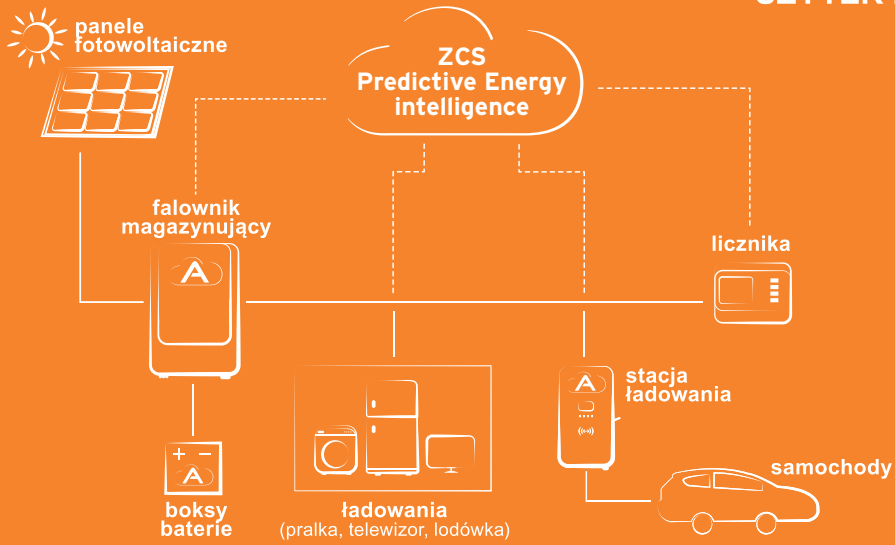 panele
fotowoltaiczne
ZCS
Predictive Energy
intelligence
falownik
magazynujący
licznika
A
stacja
ładowania
A
samochody
+ −
A
boksy
baterie
ładowania
(pralka, telewizor, lodówka)